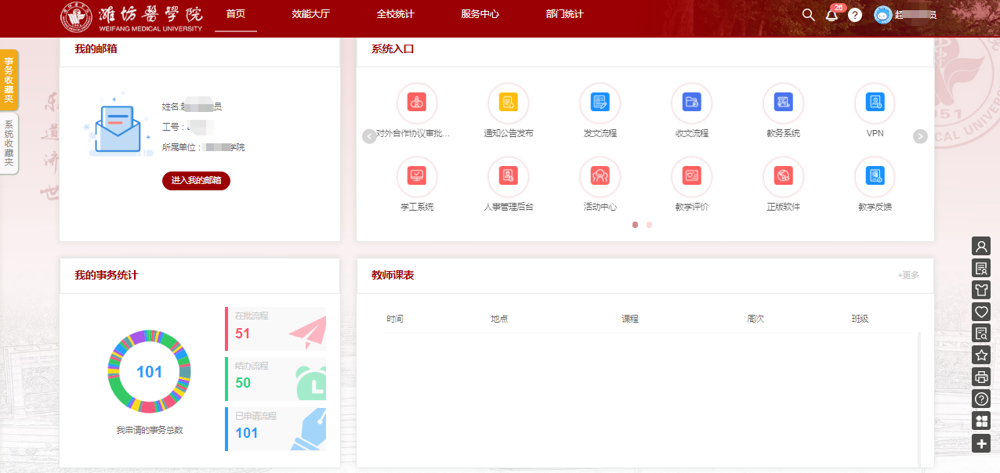 濰坊醫學院
WEIFANG MEDICAL UNIVERSITY
首页
效能大厅
全校统计
服务中心
部门统计
26
员
事务收藏夹
系统收藏夹
我的邮箱
姓名:
员
工号：
所属单位：
学院
进入我的邮箱
系统入口
对外合作协议审批...
通知公告发布
发文流程
收文流程
教务系统
VPN
学工系统
人事管理后台
活动中心
教学评价
正版软件
教学反馈
我的事务统计
101
我申请的事务总数
在批流程
51
结办流程
50
已申请流程
101
教师课表
+更多
时间
地点
课程
周次
班级